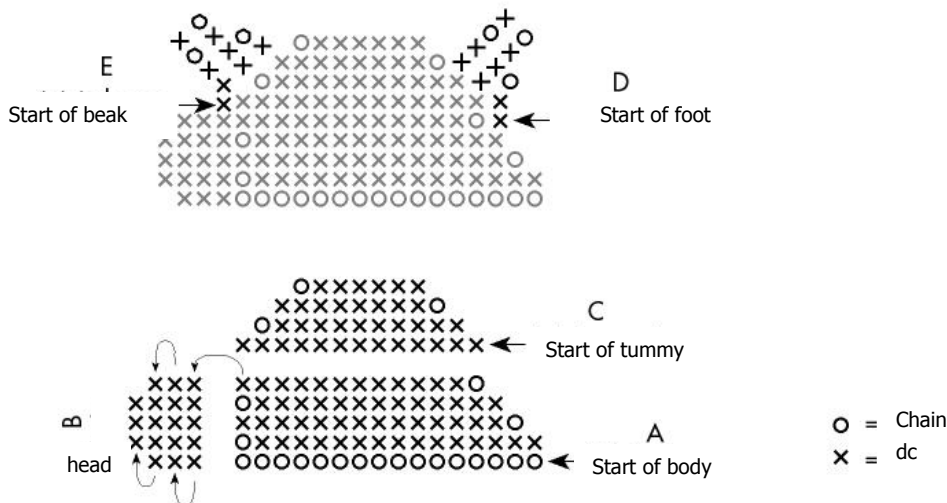 E
Start of beak
D
Start of foot
C
Start of tummy
B
head
A
Start of body
O = Chain
X = dc